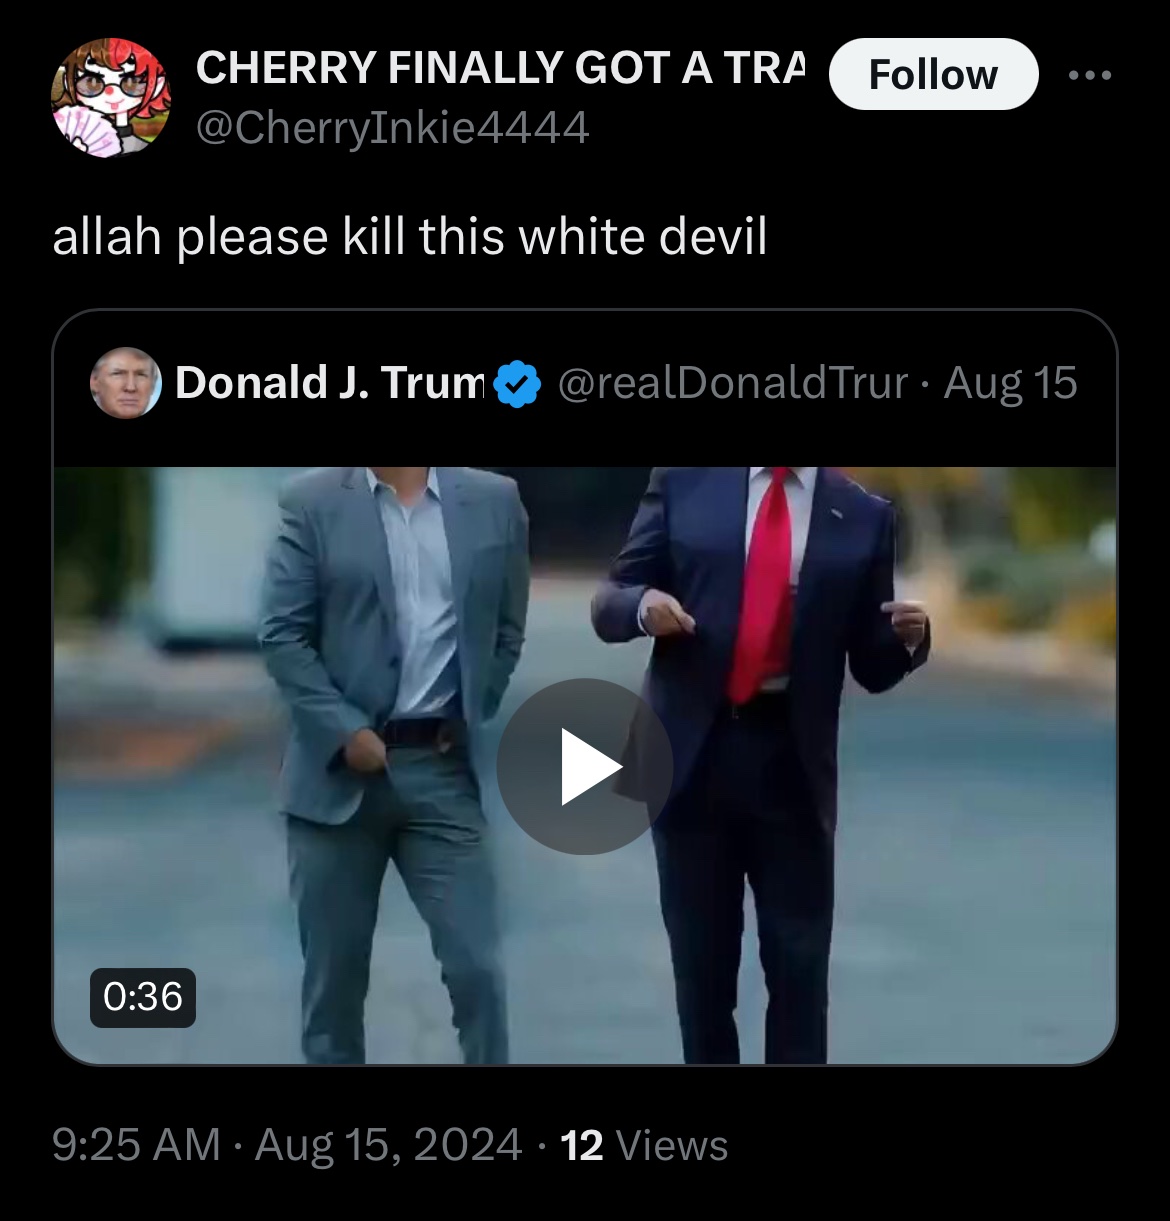 CHERRY FINALLY GOT A TRA
Follow
@CherryInkie4444
allah please kill this white devil
Donald J. Trum @realDonaldTrur · Aug 15
0:36
9:25 AM · Aug 15, 2024 · 12 Views